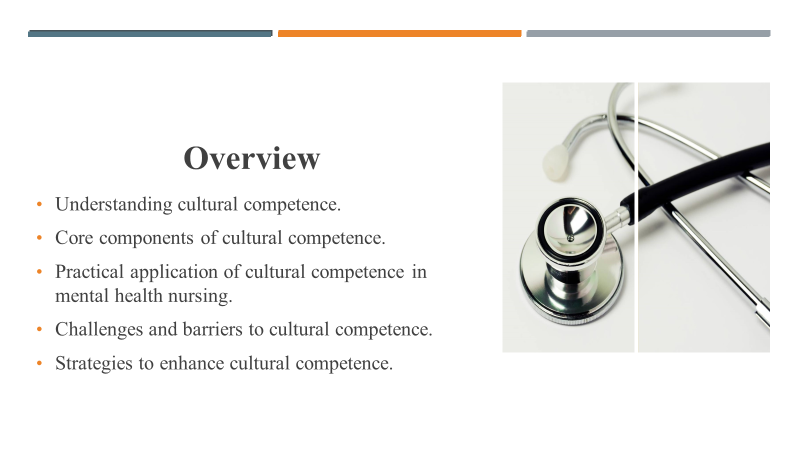 Overview
• Understanding cultural competence.
• Core components of cultural competence.
• Practical application of cultural competence in
mental health nursing.
• Challenges and barriers to cultural competence.
• Strategies to enhance cultural competence.